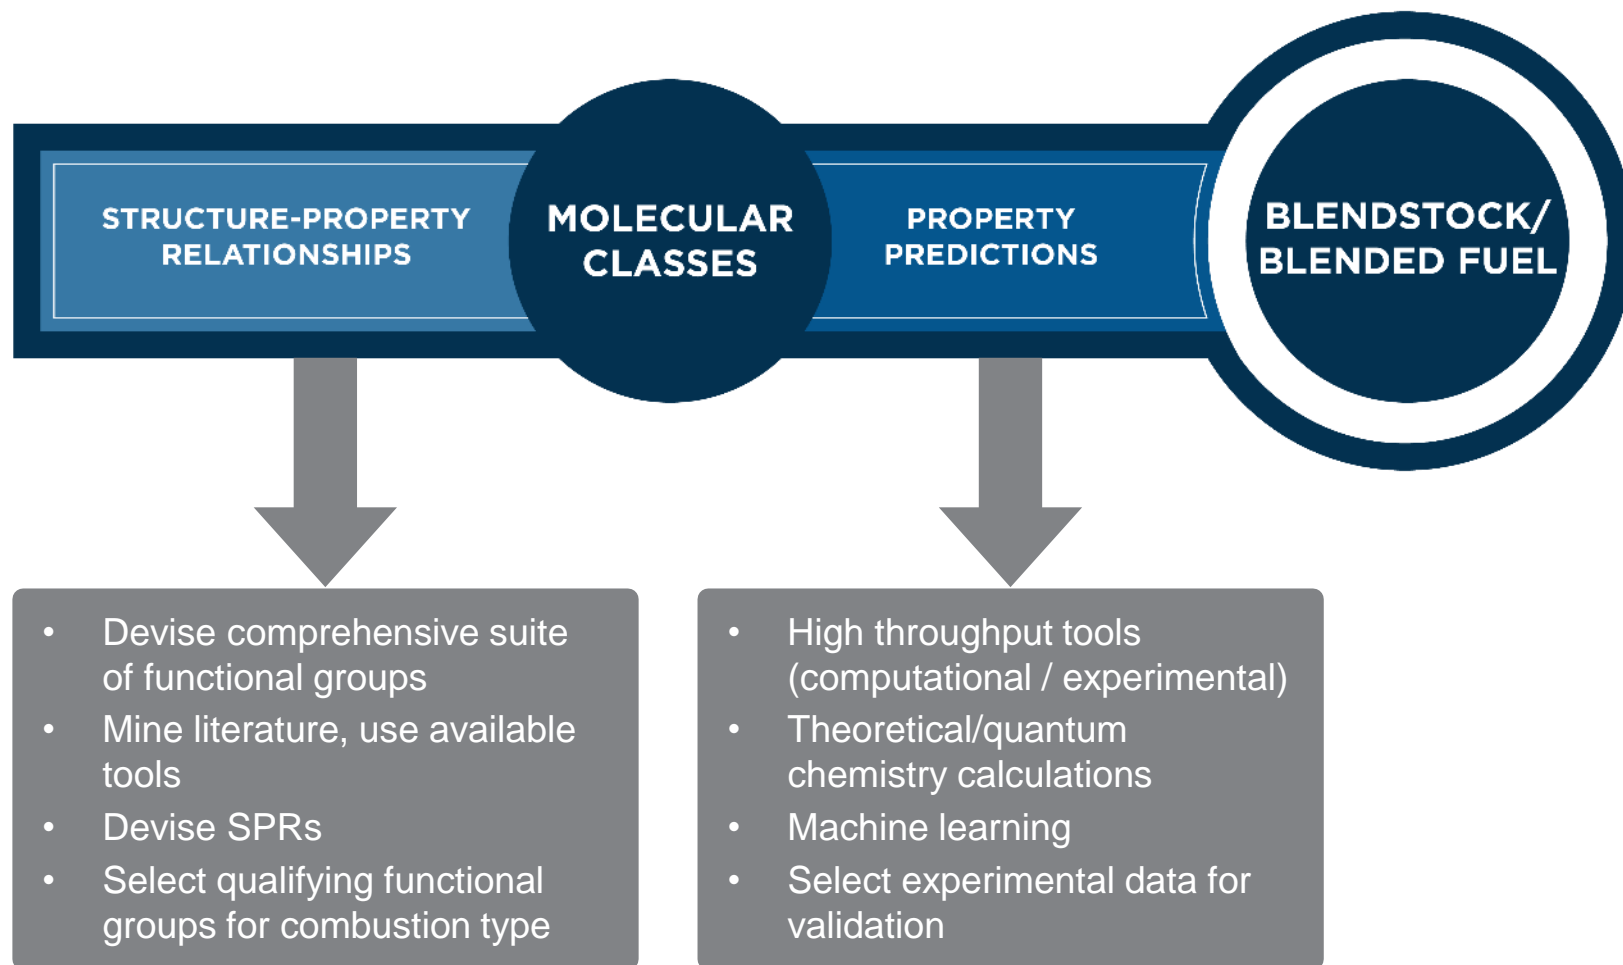 STRUCTURE-PROPERTY
RELATIONSHIPS
MOLECULAR
CLASSES
PROPERTY
PREDICTIONS
BLENDSTOCK/
BLENDED FUEL
• Devise comprehensive suite
of functional groups
• Mine literature, use available
tools
• Devise SPRs
• Select qualifying functional
groups for combustion type
• High throughput tools
(computational / experimental)
• Theoretical/quantum
chemistry calculations
• Machine learning
• Select experimental data for
validation